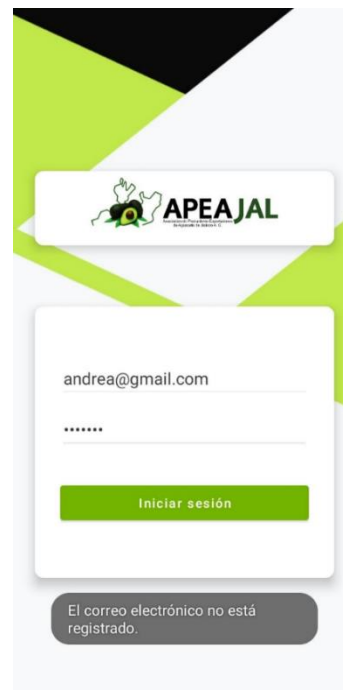 APEAJAL
andrea@gmail.com
•••••••
Iniciar sesión
El correo electrónico no está
registrado.